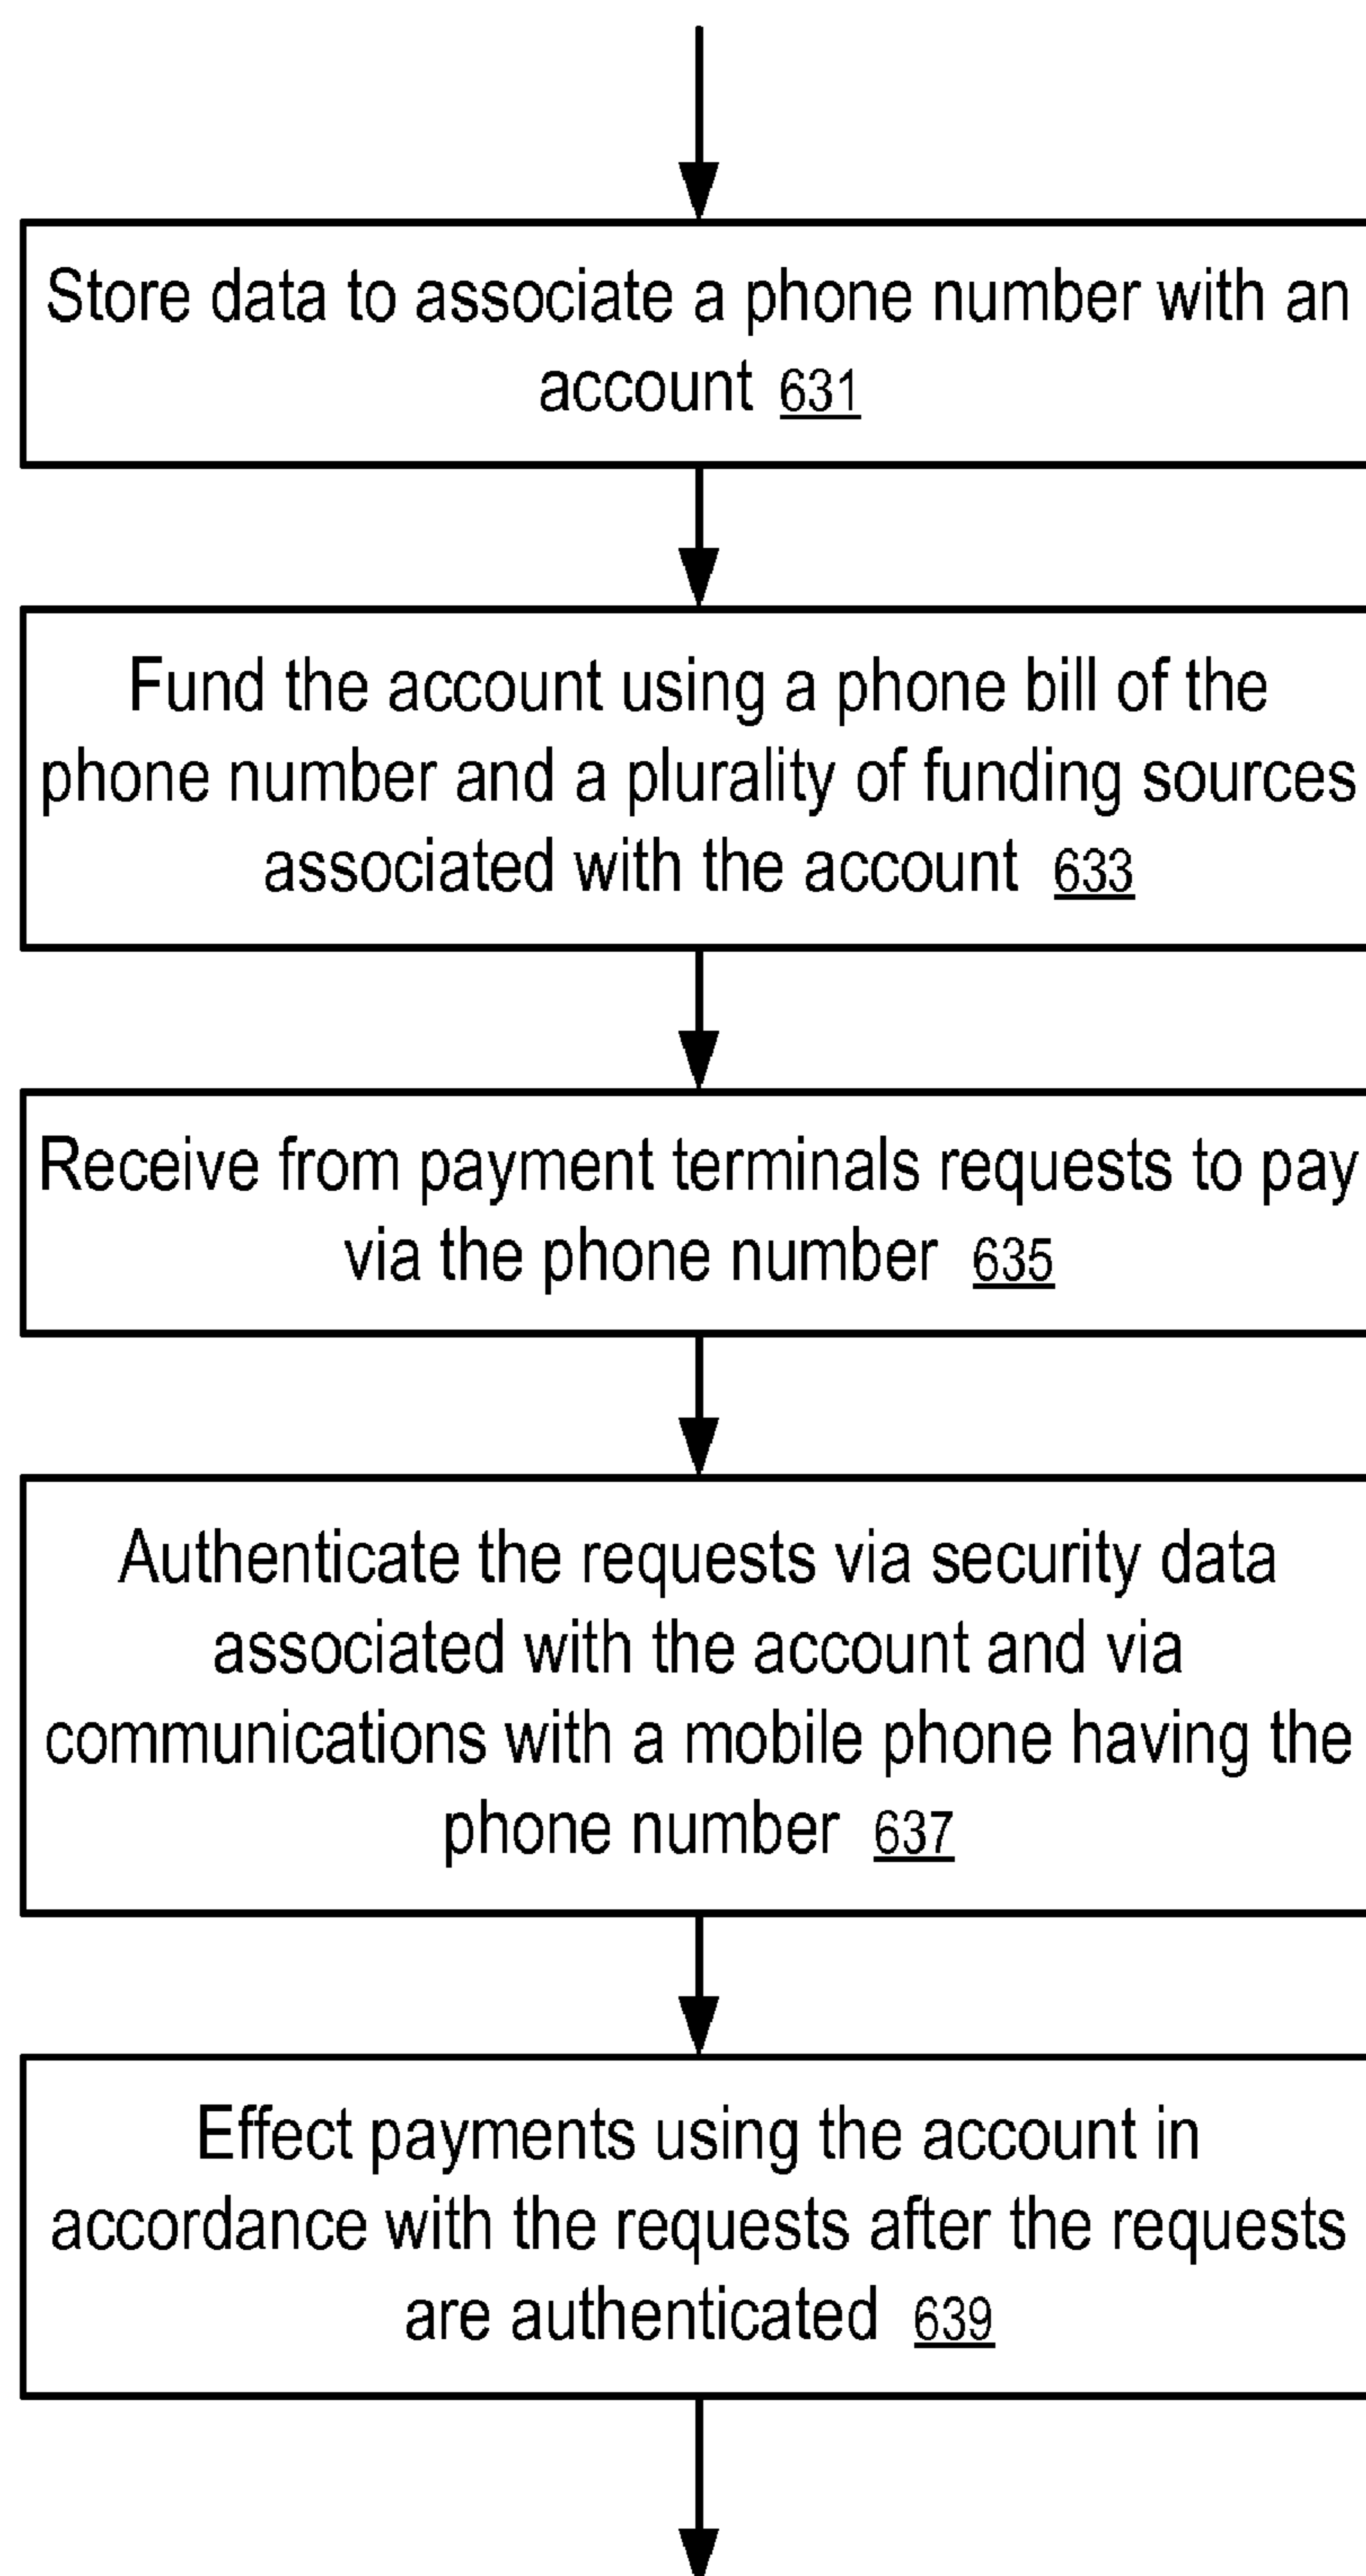 Store data to associate a phone number with an
account 631
Fund the account using a phone bill of the
phone number and a plurality of funding sources
associated with the account 633
Receive from payment terminals requests to pay
via the phone number 635
Authenticate the requests via security data
associated with the account and via
communications with a mobile phone having the
phone number 637
Effect payments using the account in
accordance with the requests after the requests
are authenticated 639